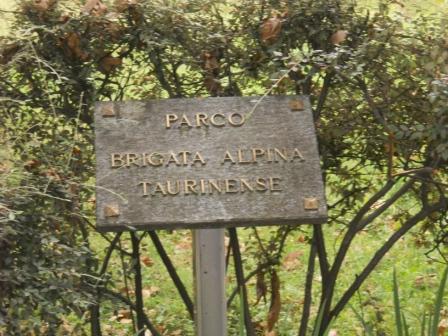 PARCO
BRIGATA ALPINA
TAURINENSE